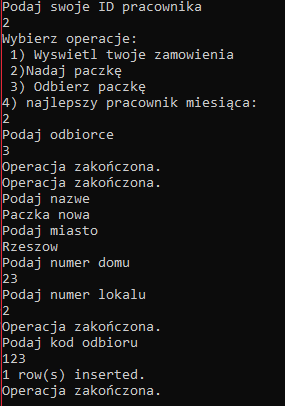 Podaj swoje ID pracownika
2
Wybierz operacje:
1) Wyswietl twoje zamowienia
2)Nadaj paczkę
3) Odbierz paczkę
4) najlepszy pracownik miesiąca:
2
Podaj odbiorce
3
Operacja zakończona.
Operacja zakończona.
Podaj nazwe
Paczka nowa
Podaj miasto
Rzeszow
Podaj numer domu
23
Podaj numer lokalu
2
Operacja zakończona.
Podaj kod odbioru
123
1 row(s) inserted.
Operacja zakończona.